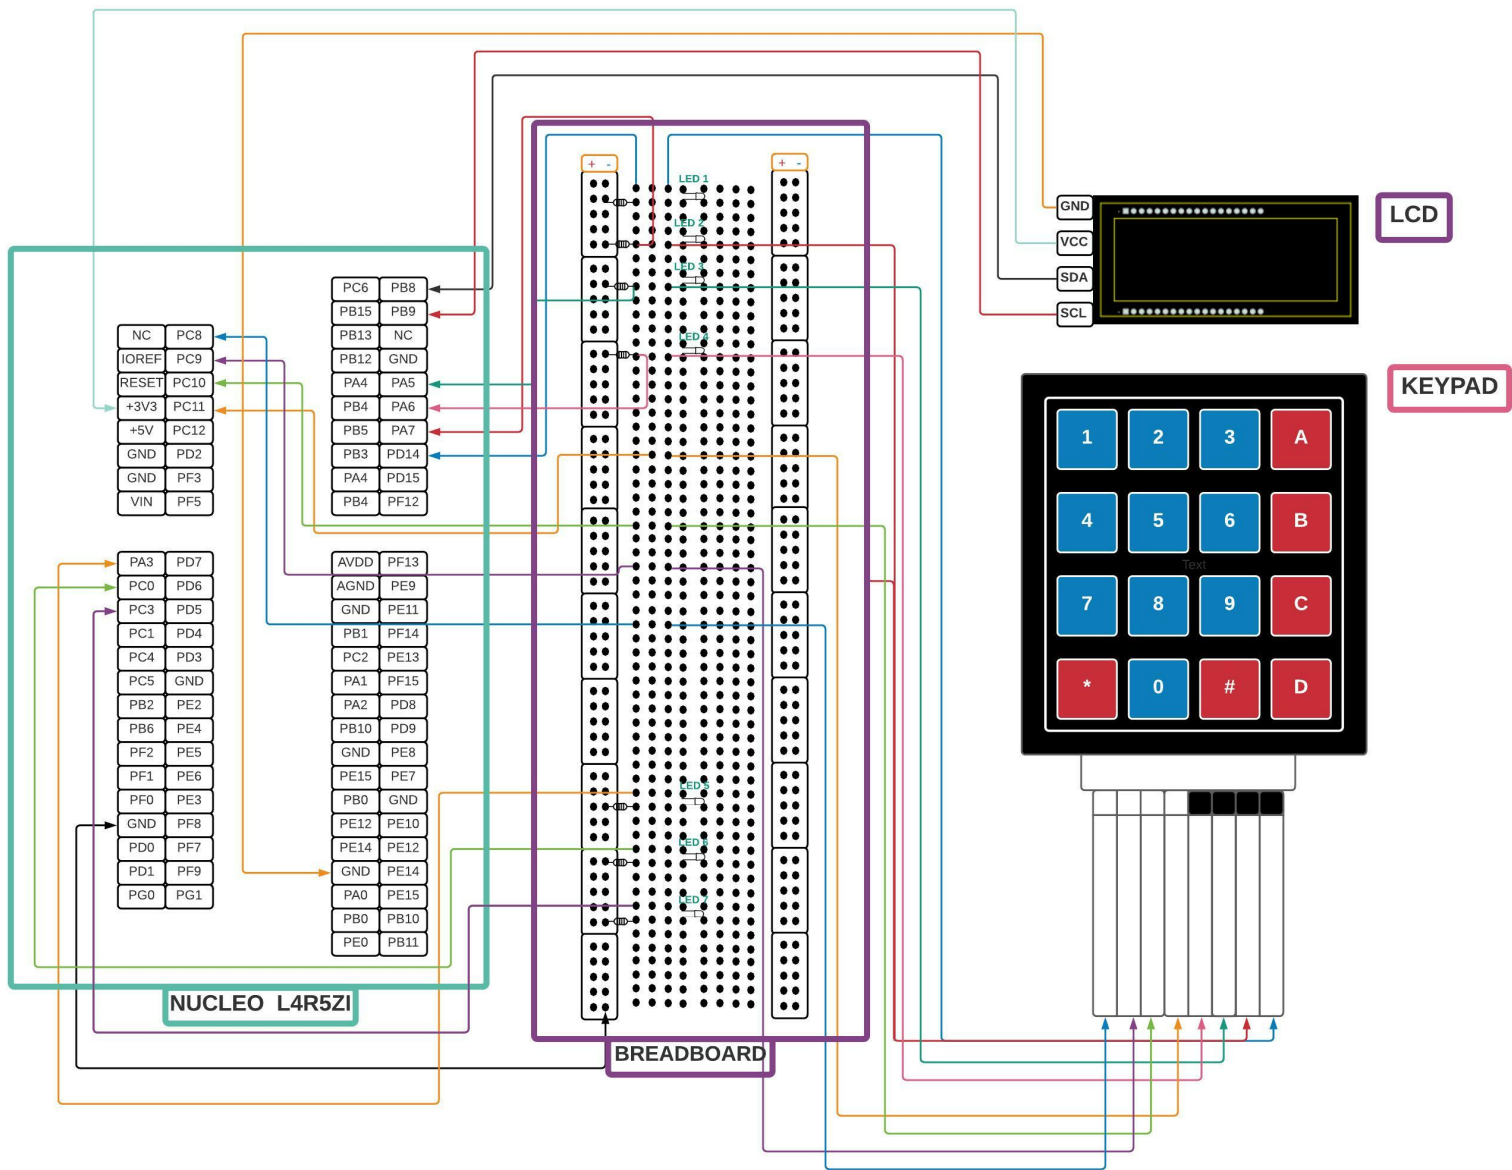 LED 1
+ -
+ -
GND
LCD
LED 2
VCC
LED 3
SDA
SCL
LED 4
PC6 PB8
PB15 PB9
PB13 NC
PB12 GND
PA4 PA5
PB4 PA6
PB5 PA7
PB3 PD14
PA4 PD15
PB4 PF12
NC PC8
IOREF PC9
RESET PC10
+3V3 PC11
+5V PC12
GND PD2
GND PF3
VIN PF5
KEYPAD
1 2 3 A
4 5 6 B
Text
7 8 9 C
* 0 # D
PA3 PD7
PC0 PD6
PC3 PD5
PC1 PD4
PC4 PD3
PC5 GND
PB2 PE2
PB6 PE4
PF2 PE5
PF1 PE6
PF0 PE3
GND PF8
PD0 PF7
PD1 PF9
PG0 PG1
AVDD PF13
AGND PE9
GND PE11
PB1 PF14
PC2 PE13
PA1 PF15
PA2 PD8
PB10 PD9
GND PE8
PE15 PE7
PB0 GND
PE12 PE10
PE14 PE12
GND PE14
PA0 PE15
PB0 PB10
PE0 PB11
LED 5
LED 6
LED 7
NUCLEO L4R5ZI
BREADBOARD